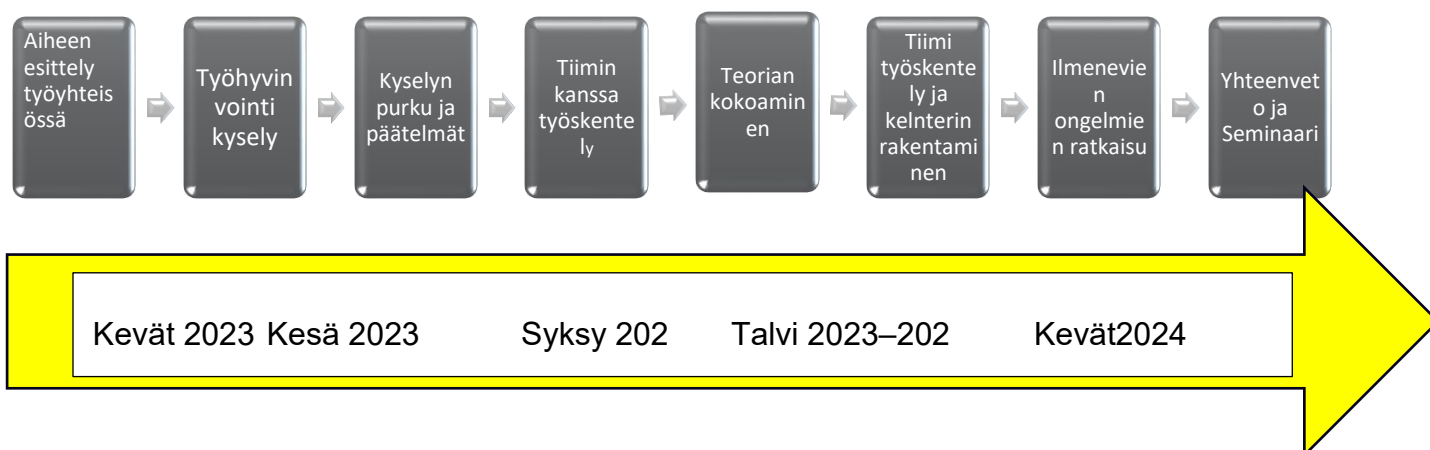 Aiheen
esittely
työyhteis
össä
Työhyvin
vointi
kysely
Kyselyn
purku ja
päätelmät
Tiimin
kanssa
työskente
ly
Teorian
kokoamin
en
Tiimi
työskente
ly ja
kelnterin
rakentami
nen
Ilmenevie
n
ongelmie
n ratkaisu
Yhteenvet
o ja
Seminaari
Kevät 2023 Kesä 2023 Syksy 202 Talvi 2023–202 Kevät2024